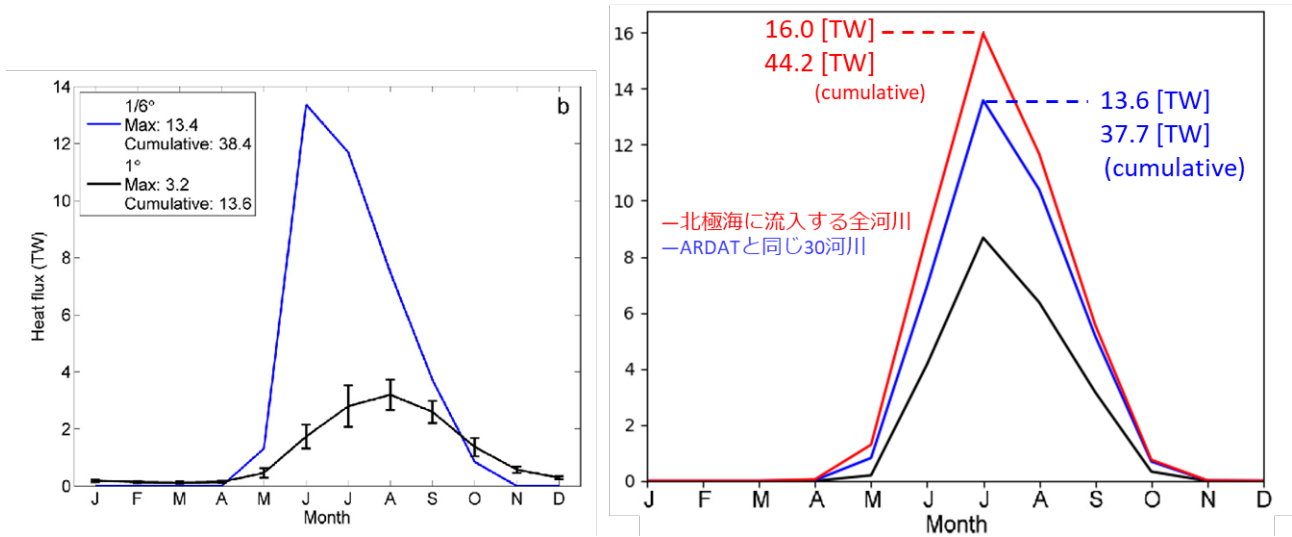 b
1/6°
Max: 13.4
Cumulative: 38.4
1°
Max: 3.2
Cumulative: 13.6
14
12
10
8
6
4
2
0
Heat flux (TW)
J F M A M J J A S O N D
Month
16.0 [TW]
44.2 [TW]
(cumulative)
13.6 [TW]
37.7 [TW]
(cumulative)
—北極海に流入する全河川
—ARDATと同じ30河川
16
14
12
10
8
6
4
2
0
J F M A M J J A S O N D
Month